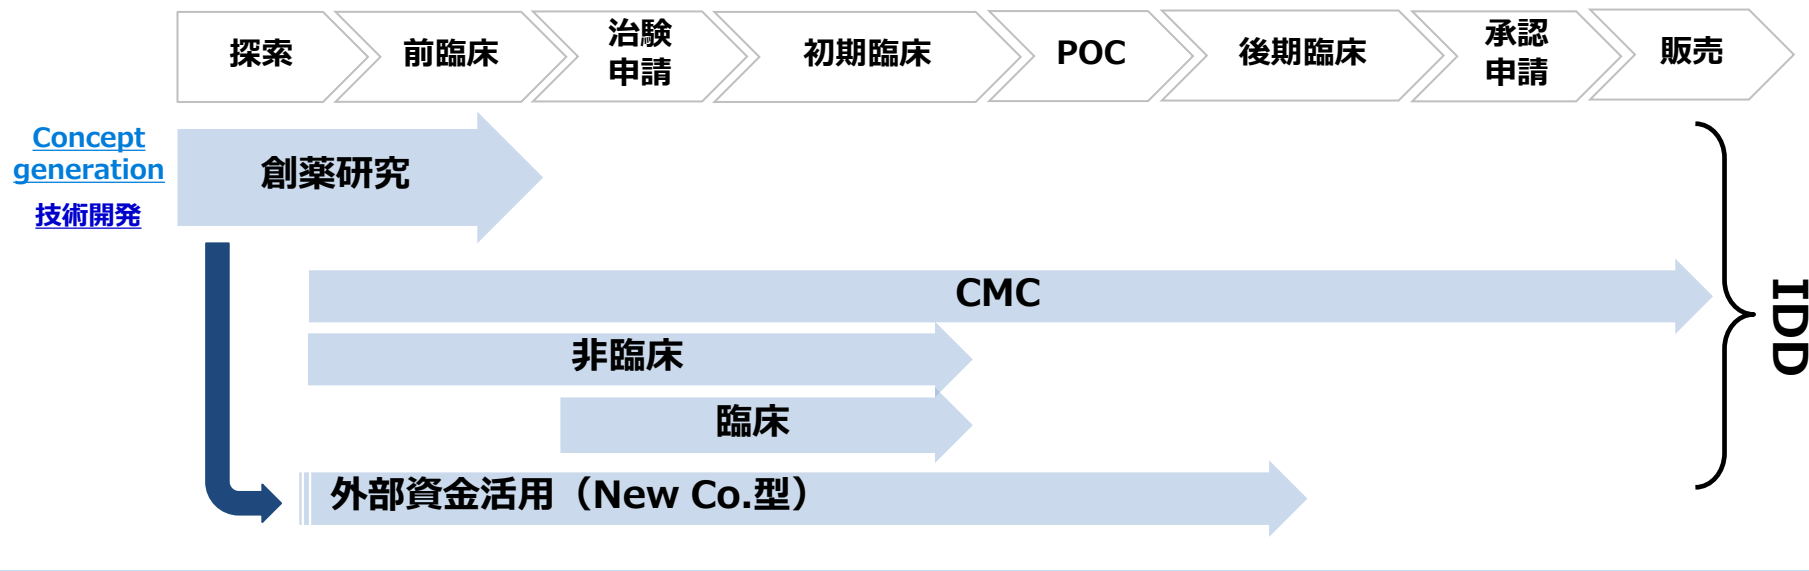 探索
前臨床
治験
申請
初期臨床
POC
後期臨床
承認
申請
販売
Concept
generation
技術開発
創薬研究
CMC
非臨床
臨床
外部資金活用（New Co.型）
IDD